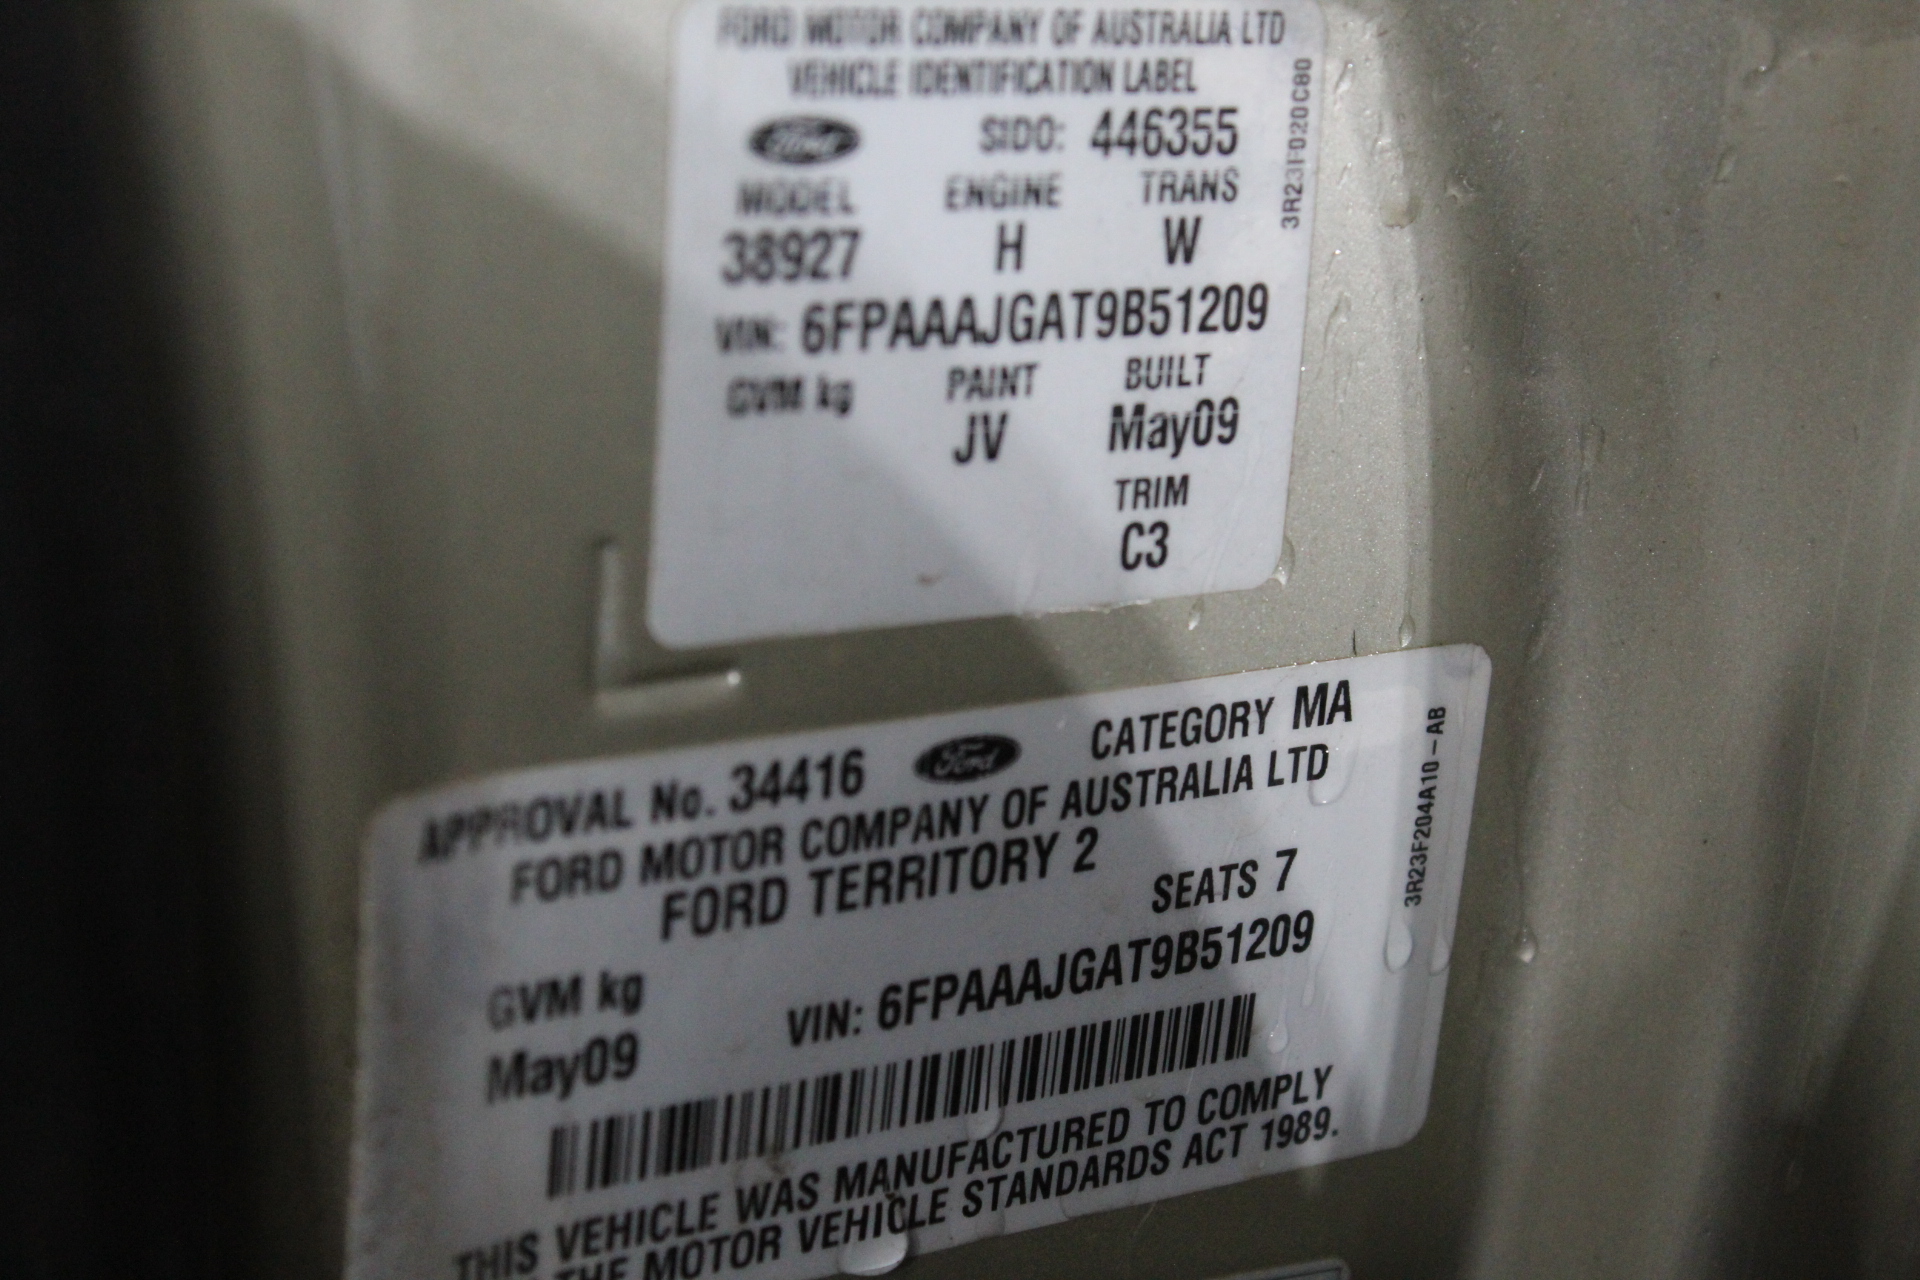 FORD MOTOR COMPANY OF AUSTRALIA LTD
VEHICLE IDENTIFICATION LABEL
Ford SIDO: 446355
MODEL ENGINE TRANS
38927 H W
VIN: 6FPAAAJGAT9B51209
GVM kg PAINT BUILT
JV May09
TRIM
C3
3R23F020C80
APPROVAL No. 34416 Ford CATEGORY MA
FORD MOTOR COMPANY OF AUSTRALIA LTD
FORD TERRITORY 2
SEATS 7
GVM kg VIN: 6FPAAAJGAT9B51209
May09
THIS VEHICLE WAS MANUFACTURED TO COMPLY
THE MOTOR VEHICLE STANDARDS ACT 1989.
3R23F204A10-AB